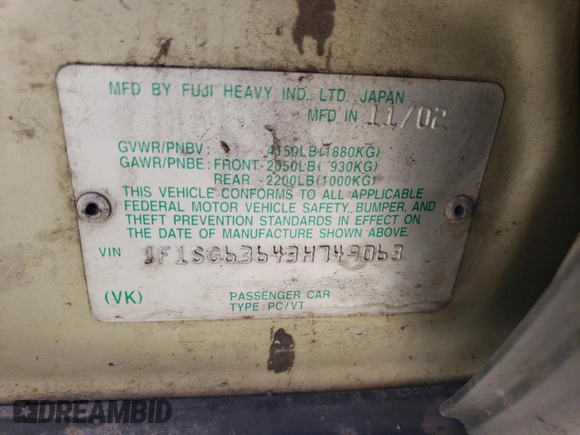 MFD BY FUJI HEAVY IND. LTD. JAPAN
MFD IN 11/02
GVWR/PNBV 4150LB(1880KG)
GAWR/PNBE: FRONT 2050LB( 930KG)
REAR 2200LB(1000KG)
THIS VEHICLE CONFORMS TO ALL APPLICABLE
FEDERAL MOTOR VEHICLE SAFETY, BUMPER, AND
THEFT PREVENTION STANDARDS IN EFFECT ON
THE DATE OF MANUFACTURE SHOWN ABOVE.
VIN JF1SG63643H749063
(VK) PASSENGER CAR
TYPE: PC/VT
DREAMBID